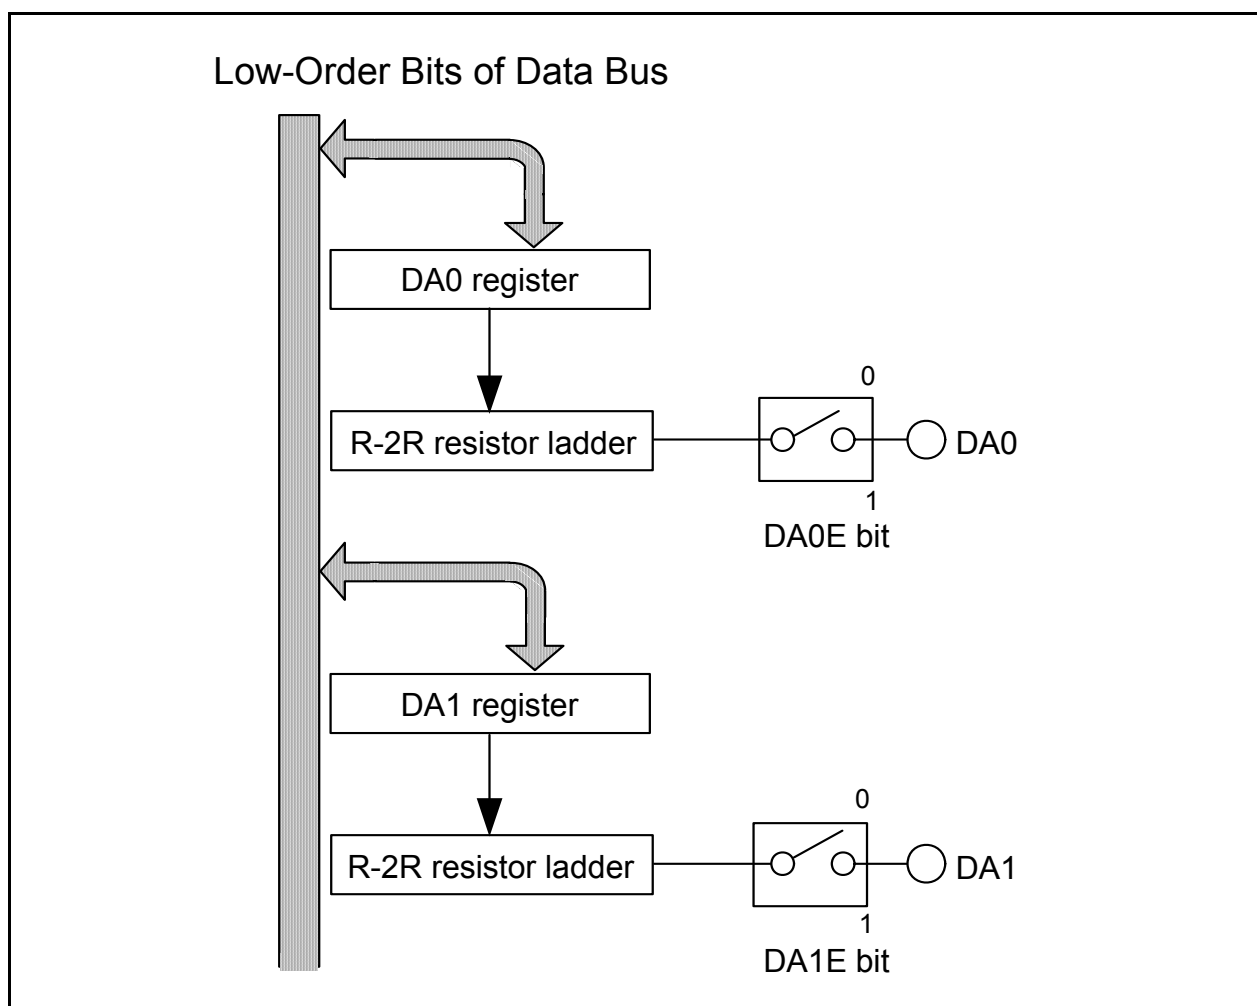 Low-Order Bits of Data Bus
DA0 register
0
R-2R resistor ladder
DA0
1
DA0E bit
DA1 register
0
R-2R resistor ladder
DA1
1
DA1E bit